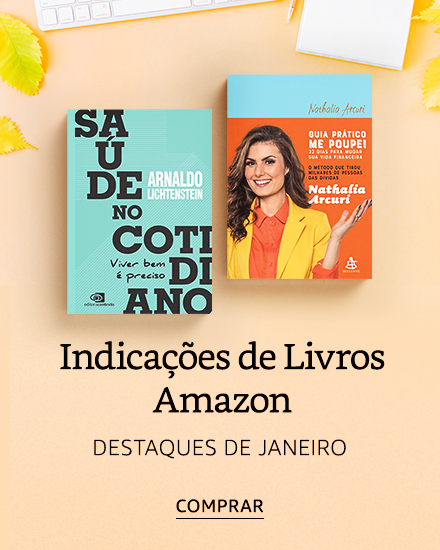 SA
Ú
DE
NO
COTI
DI
ANO
ARNALDO
LICHTENSTEIN
Viver bem
é preciso
editoracontexto
Nathalia Arcuri
GUIA PRÁTICO
ME POUPE!
33 DIAS PARA MUDAR
SUA VIDA FINANCEIRA
O MÉTODO QUE TIROU
MILHARES DE PESSOAS
DAS DÍVIDAS
Nathalia
Arcuri
SEXTANTE
Indicações de Livros
Amazon
DESTAQUES DE JANEIRO
COMPRAR